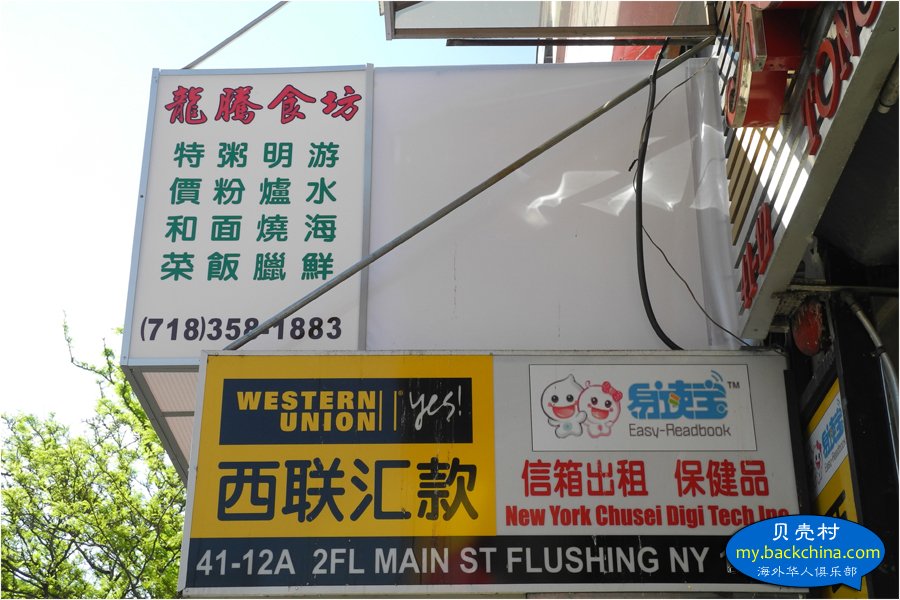 龍騰食坊
游水海鮮
明爐燒臘
粥粉面飯
特價和菜
(718)358-1883
WESTERN
UNION
yes!
西联汇款
易读宝™
Easy-Readbook
信箱出租 保健品
New York Chusei Digi Tech Inc
41-12A 2FL MAIN ST FLUSHING NY
贝壳村
my.backchina.com
海外华人俱乐部